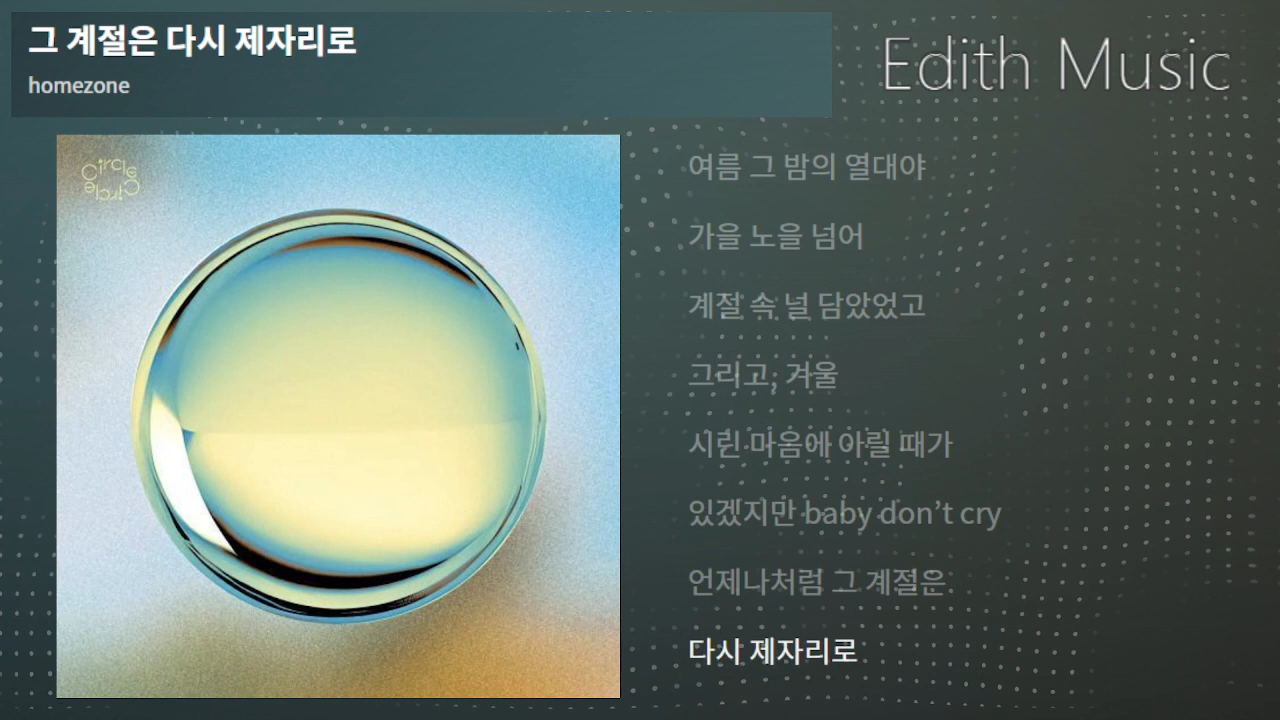 그 계절은 다시 제자리로
homezone
Edith Music
Circle
Circle
여름 그 밤의 열대야
가을 노을 넘어
계절 속 널 담았었고
그리고, 겨울
시린 마음에 아릴 때가
있겠지만 baby don’t cry
언제나처럼 그 계절은
다시 제자리로